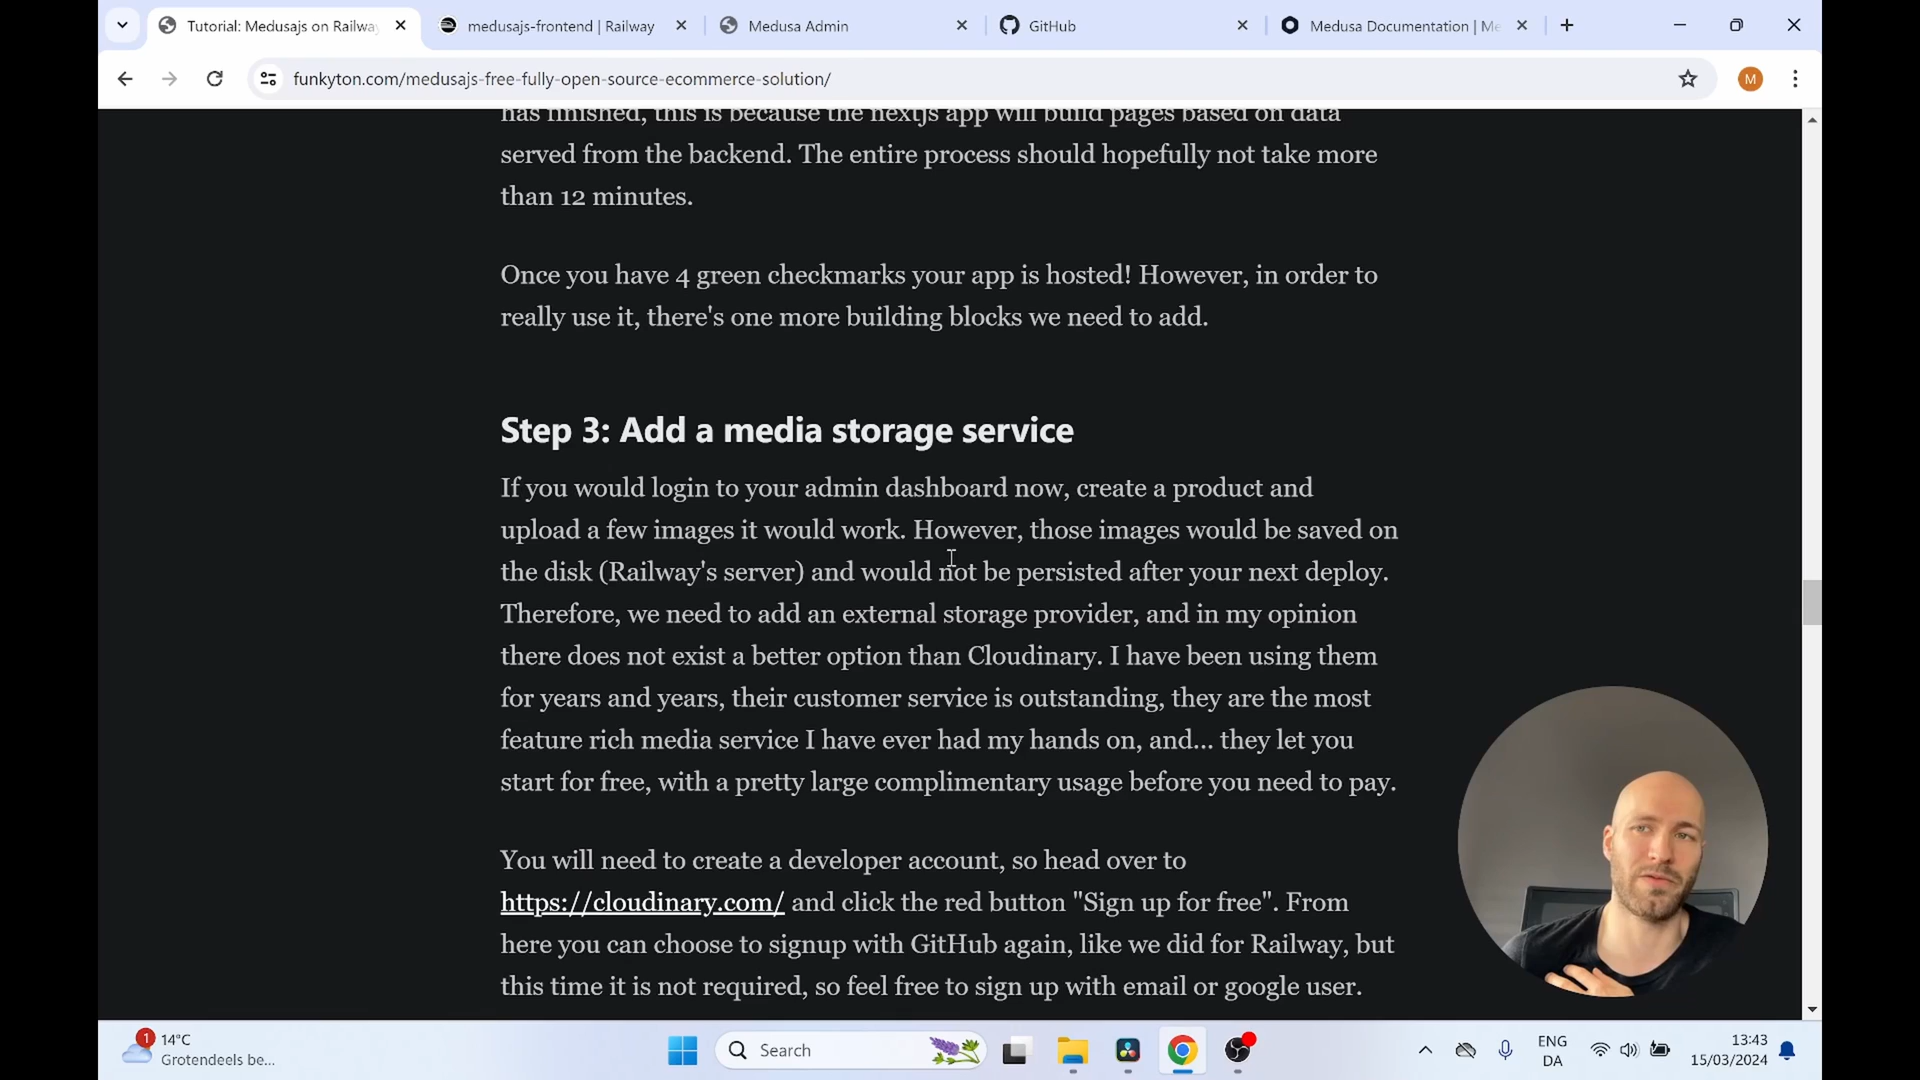 Tutorial: Medusajs on Railway
medusajs-frontend | Railway
Medusa Admin
GitHub
Medusa Documentation | Me
funkyton.com/medusajs-free-fully-open-source-ecommerce-solution/
M
has finished, this is because the nextjs app will build pages based on data
served from the backend. The entire process should hopefully not take more
than 12 minutes.
Once you have 4 green checkmarks your app is hosted! However, in order to
really use it, there's one more building blocks we need to add.
Step 3: Add a media storage service
If you would login to your admin dashboard now, create a product and
upload a few images it would work. However, those images would be saved on
the disk (Railway's server) and would not be persisted after your next deploy.
Therefore, we need to add an external storage provider, and in my opinion
there does not exist a better option than Cloudinary. I have been using them
for years and years, their customer service is outstanding, they are the most
feature rich media service I have ever had my hands on, and... they let you
start for free, with a pretty large complimentary usage before you need to pay.
You will need to create a developer account, so head over to
https://cloudinary.com/ and click the red button "Sign up for free". From
here you can choose to signup with GitHub again, like we did for Railway, but
this time it is not required, so feel free to sign up with email or google user.
1
14°C
Grotendeels be...
Search
ENG
DA
13:43
15/03/2024